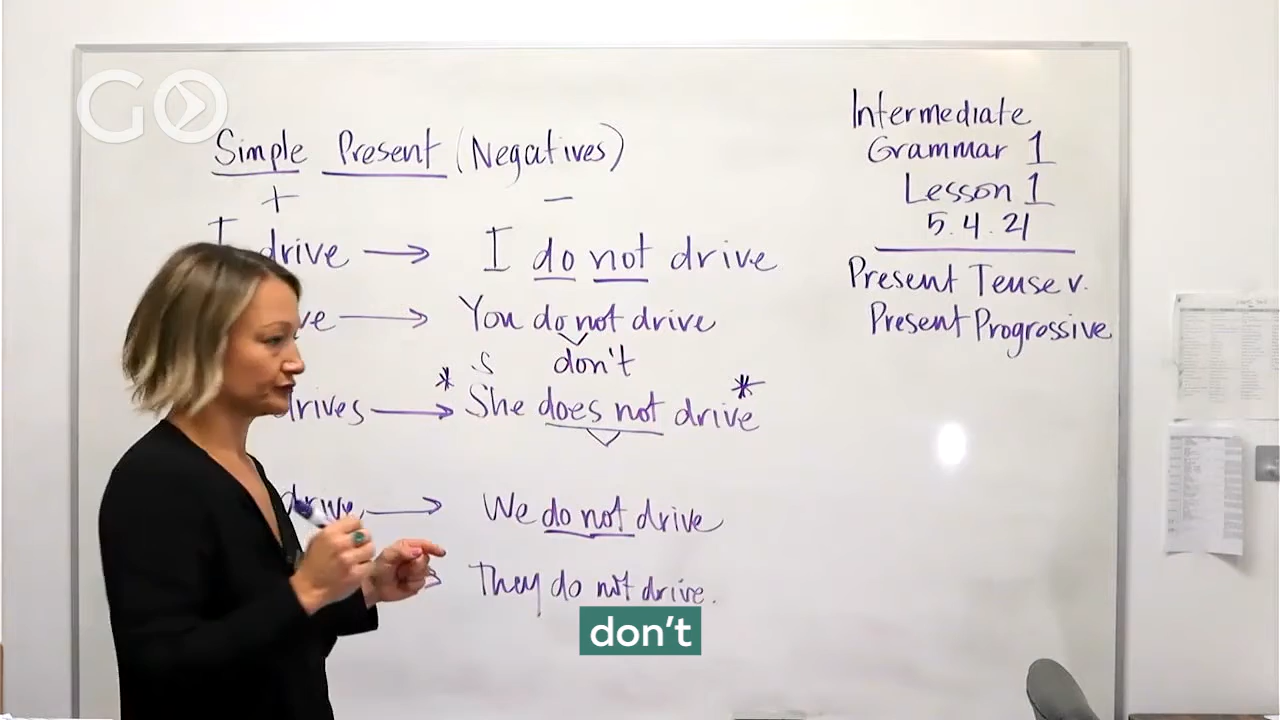 GO
Simple Present (Negatives)
+ −
I drive → I do not drive
→ You do not drive
S don't
drives → * She does not drive *
drive → We do not drive
They do not drive.
don't
Intermediate
Grammar 1
Lesson 1
5.4.21
Present Tense v.
Present Progressive